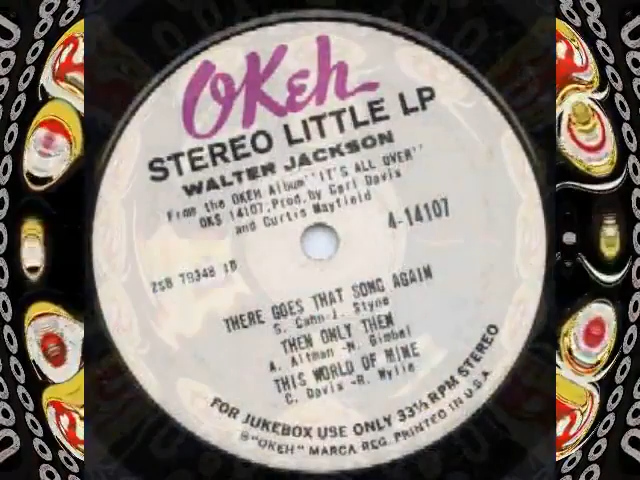 OKeh
STEREO LITTLE LP
WALTER JACKSON
From the OKEH Album "IT'S ALL OVER"
OKS 14107, Prod. by Carl Davis
and Curtis Mayfield
4-14107
ZSB 79348 1B
THERE GOES THAT SONG AGAIN
S. Cahn-J. Styne
THEN ONLY THEN
A. Altman -N. Gimbel
THIS WORLD OF MINE
C. Davis -R. Wylie
FOR JUKEBOX USE ONLY 33⅓ RPM STEREO
®"OKEH" MARCA REG. PRINTED IN U.S.A.